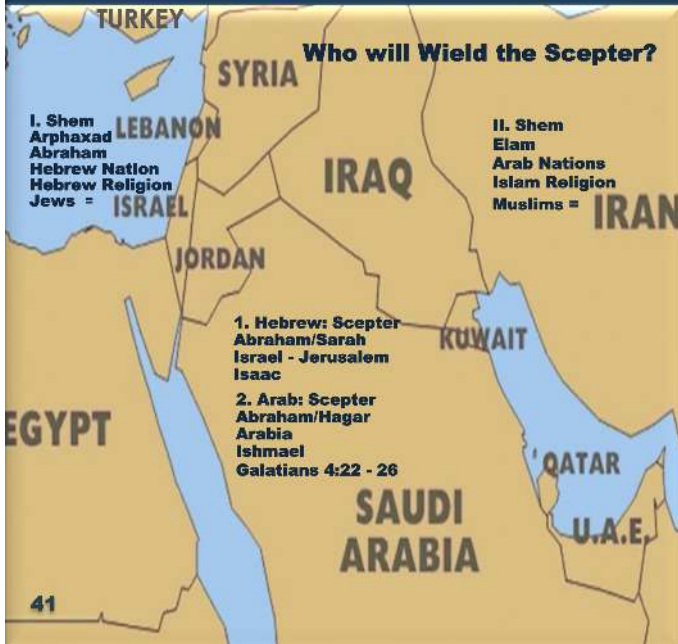 TURKEY
Who will Wield the Scepter?
SYRIA
I. Shem
Arphaxad
Abraham
Hebrew Nation
Hebrew Religion
Jews =
LEBANON
ISRAEL
II. Shem
Elam
Arab Nations
Islam Religion
Muslims =
IRAQ
IRAN
JORDAN
1. Hebrew: Scepter
Abraham/Sarah
Israel - Jerusalem
Isaac
KUWAIT
2. Arab: Scepter
Abraham/Hagar
Arabia
Ishmael
Galatians 4:22 - 26
EGYPT
QATAR
SAUDI
ARABIA
U.A.E.
41